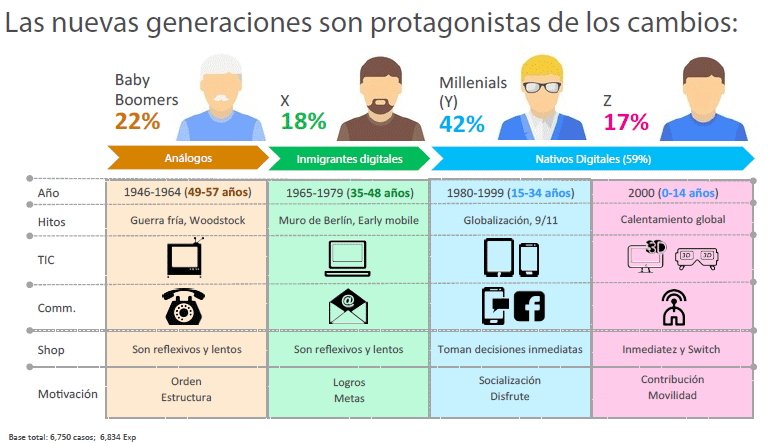 Las nuevas generaciones son protagonistas de los cambios:
Baby
Boomers
22%
X
18%
Millenials
(Y)
42%
Z
17%
Análogos
Inmigrantes digitales
Nativos Digitales (59%)
Año
1946-1964 (49-57 años)
1965-1979 (35-48 años)
1980-1999 (15-34 años)
2000 (0-14 años)
Hitos
Guerra fría, Woodstock
Muro de Berlín, Early mobile
Globalización, 9/11
Calentamiento global
TIC
3D
3D 3D
Comm.
@
f
Shop
Son reflexivos y lentos
Son reflexivos y lentos
Toman decisiones inmediatas
Inmediatez y Switch
Motivación
Orden
Estructura
Logros
Metas
Socialización
Disfrute
Contribución
Movilidad
Base total: 6,750 casos; 6,834 Exp